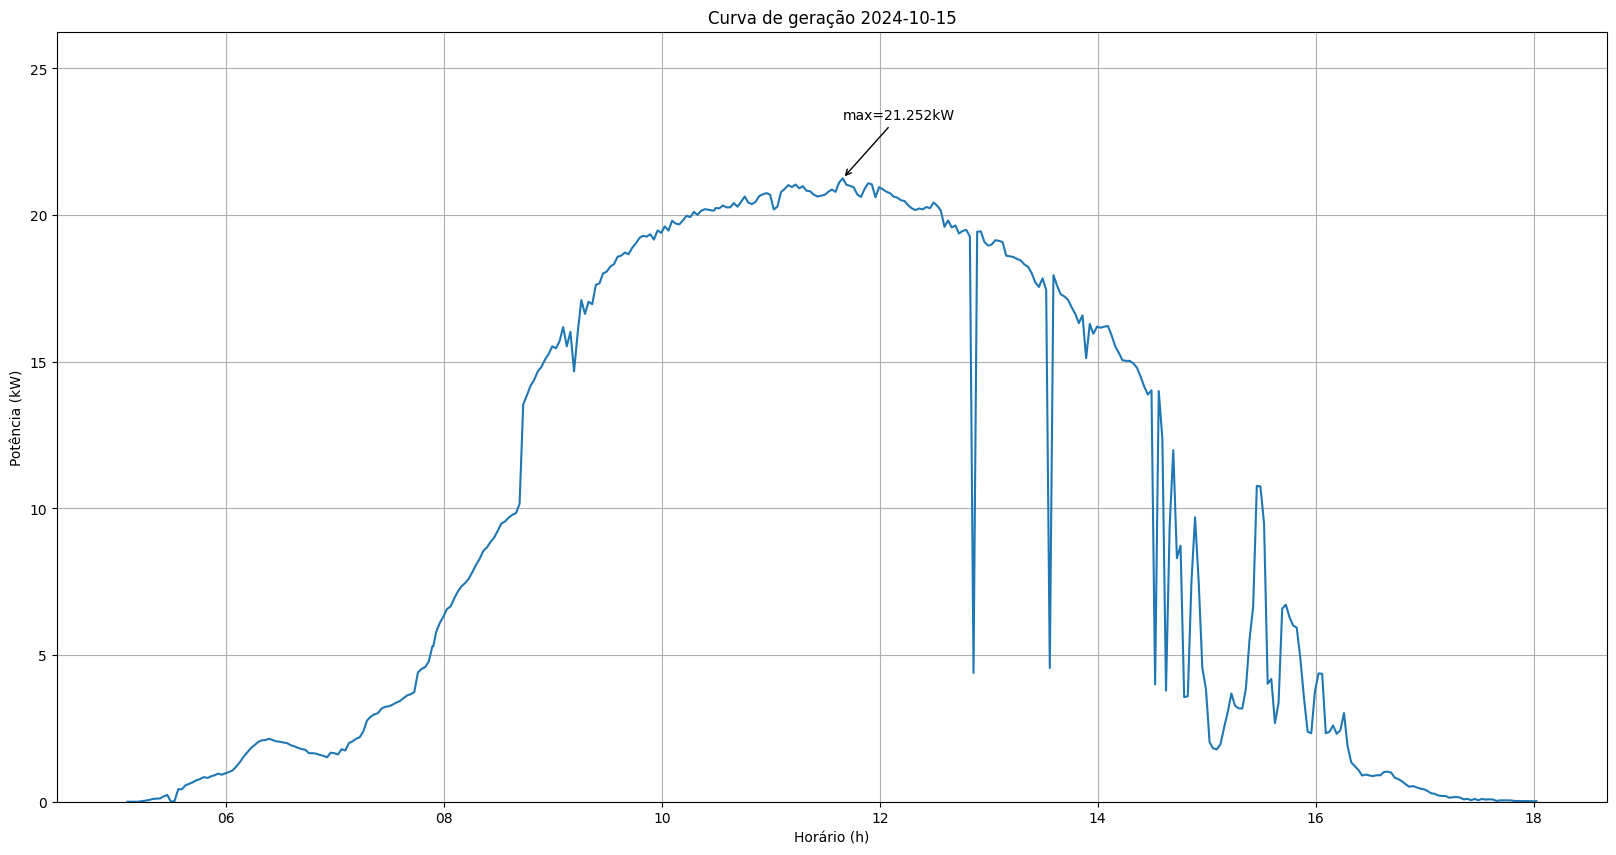 Curva de geração 2024-10-15
25
max=21.252kW
20
15
Potência (kW)
10
5
0
06 08 10 12 14 16 18
Horário (h)